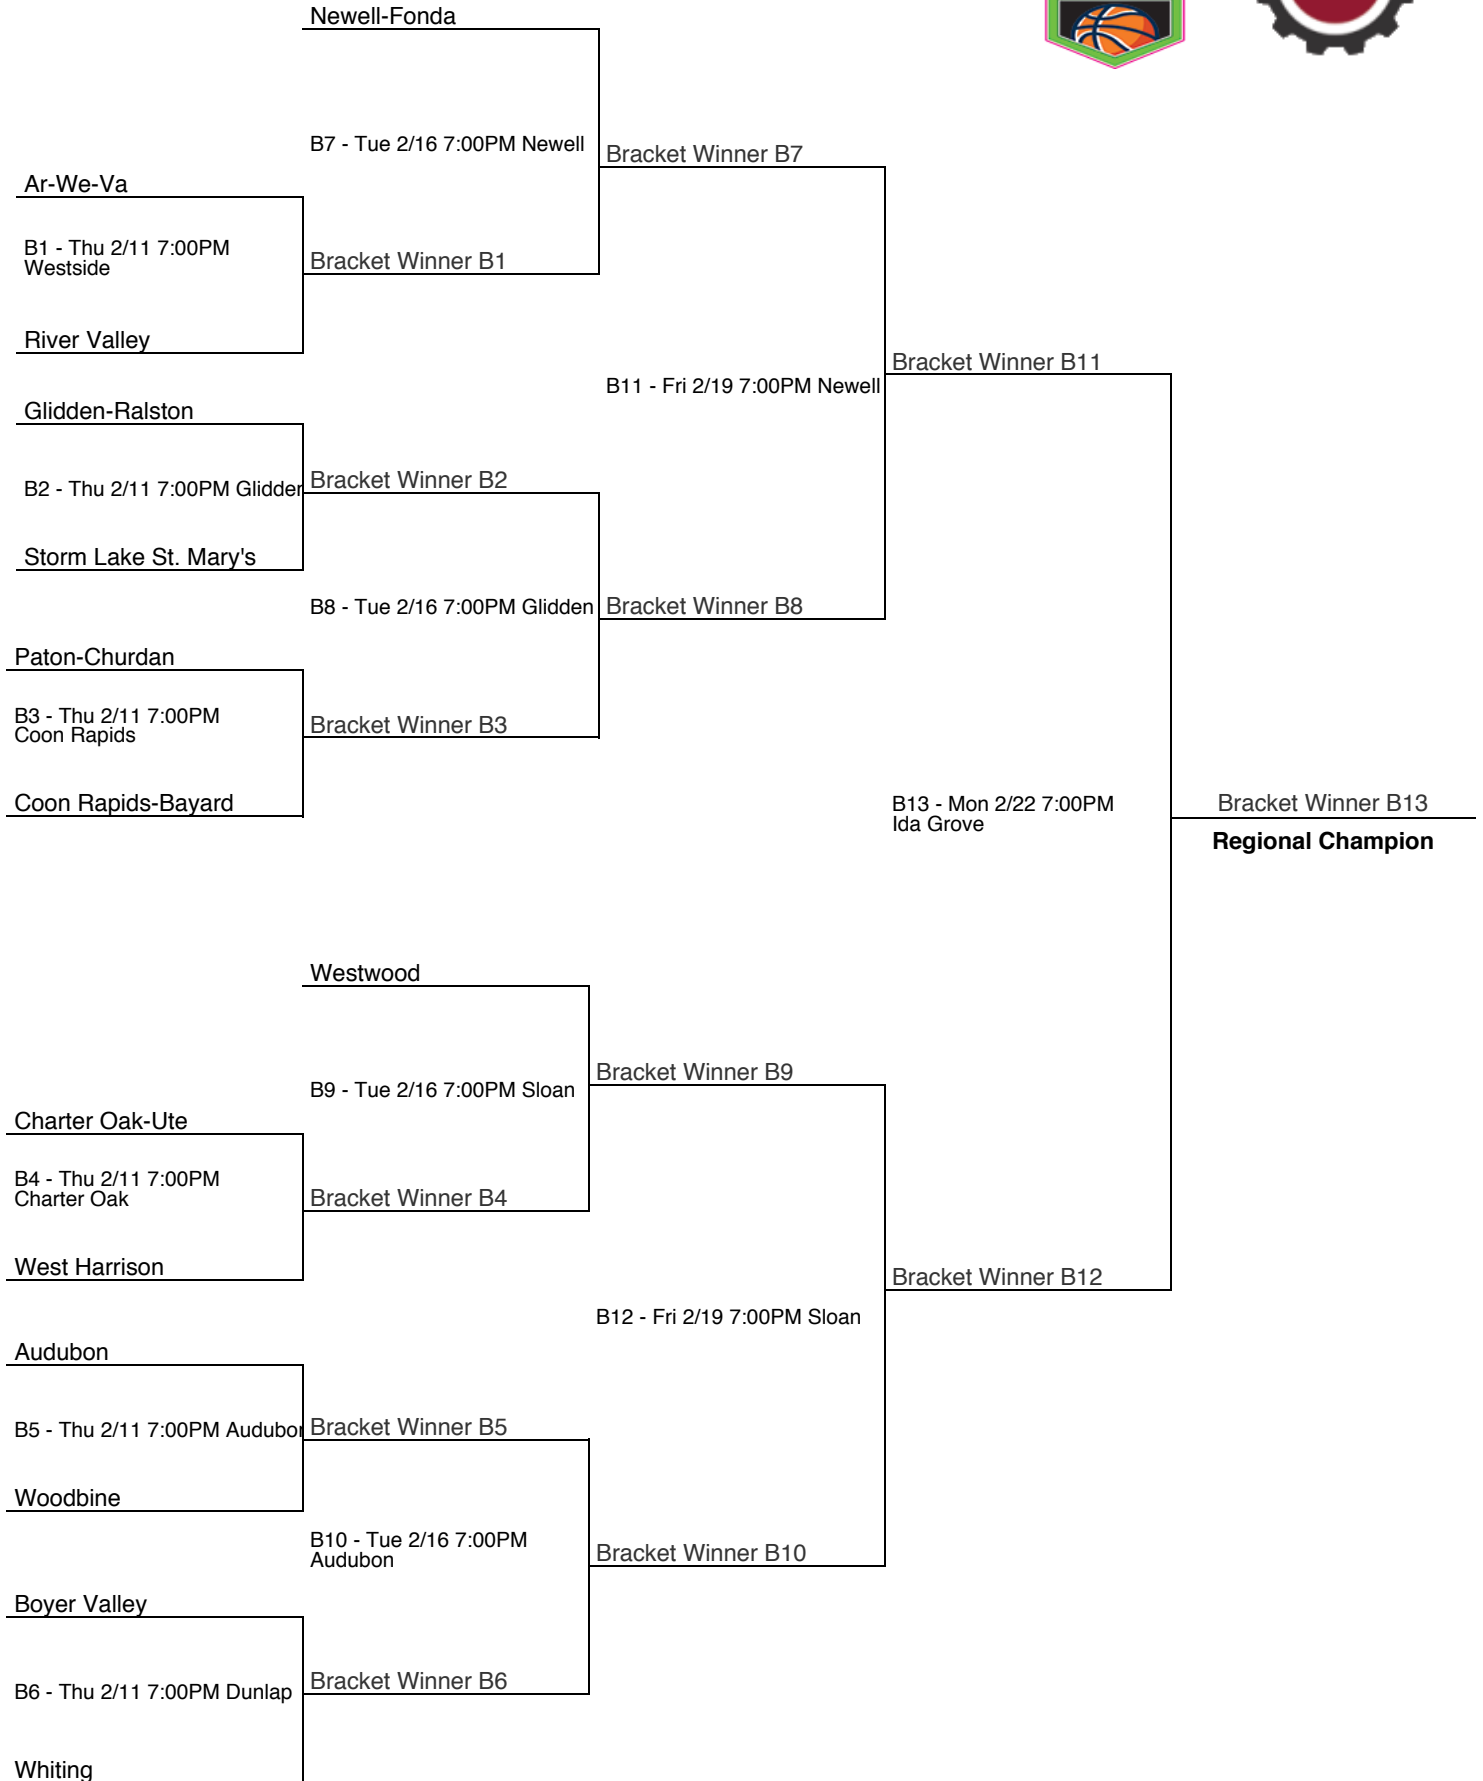 Newell-Fonda
B7 - Tue 2/16 7:00PM Newell
Bracket Winner B7
Ar-We-Va
B1 - Thu 2/11 7:00PM
Westside
Bracket Winner B1
River Valley
Bracket Winner B11
B11 - Fri 2/19 7:00PM Newell
Glidden-Ralston
Bracket Winner B2
B2 - Thu 2/11 7:00PM Glidden
Storm Lake St. Mary's
B8 - Tue 2/16 7:00PM Glidden
Bracket Winner B8
Paton-Churdan
B3 - Thu 2/11 7:00PM
Coon Rapids
Bracket Winner B3
Coon Rapids-Bayard
B13 - Mon 2/22 7:00PM
Ida Grove
Bracket Winner B13
Regional Champion
Westwood
Bracket Winner B9
B9 - Tue 2/16 7:00PM Sloan
Charter Oak-Ute
B4 - Thu 2/11 7:00PM
Charter Oak
Bracket Winner B4
West Harrison
Bracket Winner B12
B12 - Fri 2/19 7:00PM Sloan
Audubon
B5 - Thu 2/11 7:00PM Audubon
Bracket Winner B5
Woodbine
B10 - Tue 2/16 7:00PM
Audubon
Bracket Winner B10
Boyer Valley
B6 - Thu 2/11 7:00PM Dunlap
Bracket Winner B6
Whiting